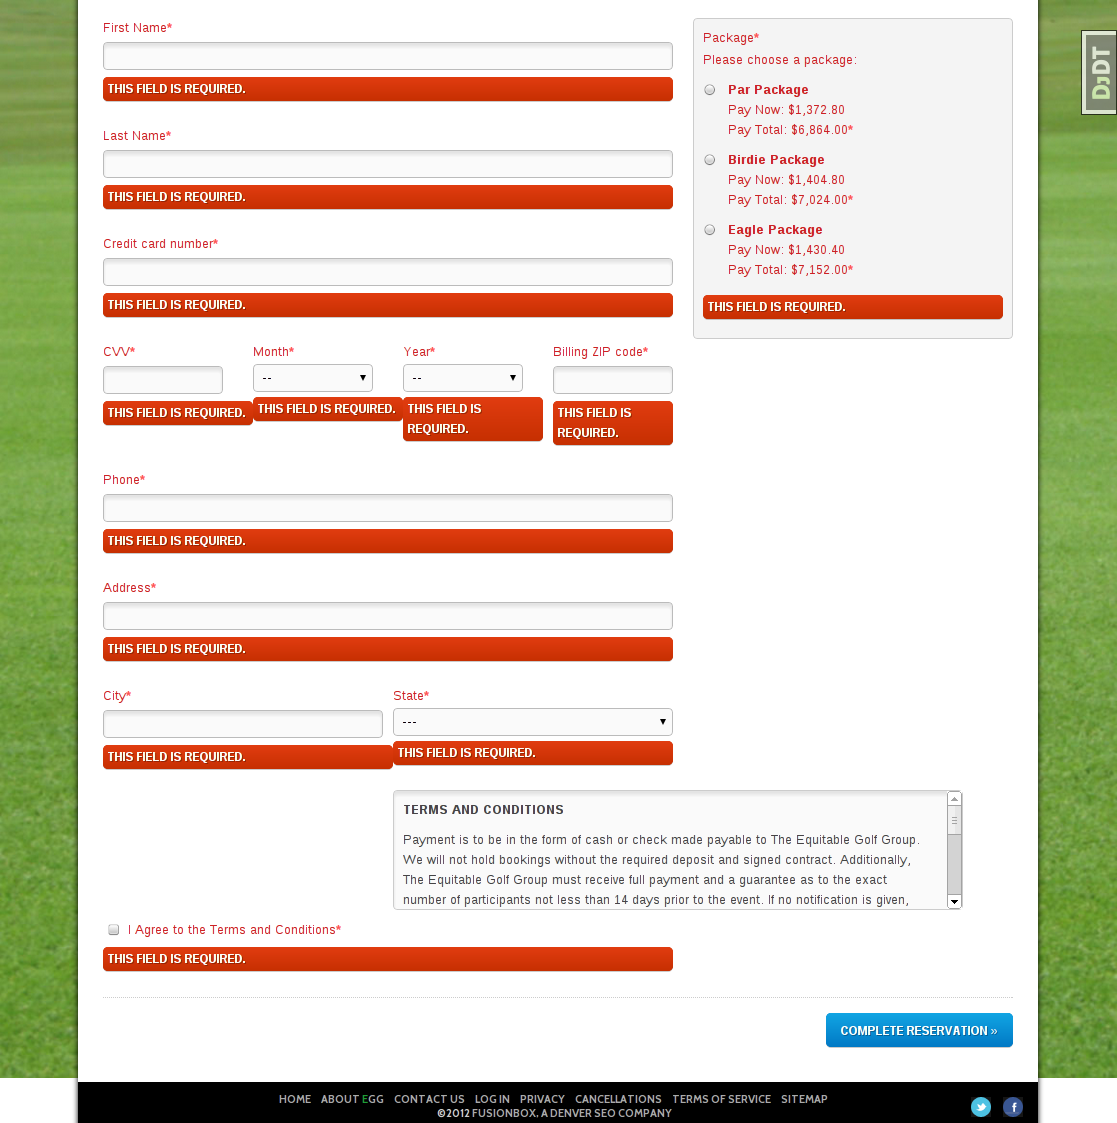 First Name*
THIS FIELD IS REQUIRED.
Last Name*
THIS FIELD IS REQUIRED.
Credit card number*
THIS FIELD IS REQUIRED.
CVV*
THIS FIELD IS REQUIRED.
Month*
--
THIS FIELD IS REQUIRED.
Year*
--
THIS FIELD IS
REQUIRED.
Billing ZIP code*
THIS FIELD IS
REQUIRED.
Phone*
THIS FIELD IS REQUIRED.
Address*
THIS FIELD IS REQUIRED.
City*
THIS FIELD IS REQUIRED.
State*
---
THIS FIELD IS REQUIRED.
TERMS AND CONDITIONS
Payment is to be in the form of cash or check made payable to The Equitable Golf Group.
We will not hold bookings without the required deposit and signed contract. Additionally,
The Equitable Golf Group must receive full payment and a guarantee as to the exact
number of participants not less than 14 days prior to the event. If no notification is given,
I Agree to the Terms and Conditions*
THIS FIELD IS REQUIRED.
Package*
Please choose a package:
Par Package
Pay Now: $1,372.80
Pay Total: $6,864.00*
Birdie Package
Pay Now: $1,404.80
Pay Total: $7,024.00*
Eagle Package
Pay Now: $1,430.40
Pay Total: $7,152.00*
THIS FIELD IS REQUIRED.
DjDT
COMPLETE RESERVATION »
HOME ABOUT EGG CONTACT US LOG IN PRIVACY CANCELLATIONS TERMS OF SERVICE SITEMAP
©2012 FUSIONBOX, A DENVER SEO COMPANY